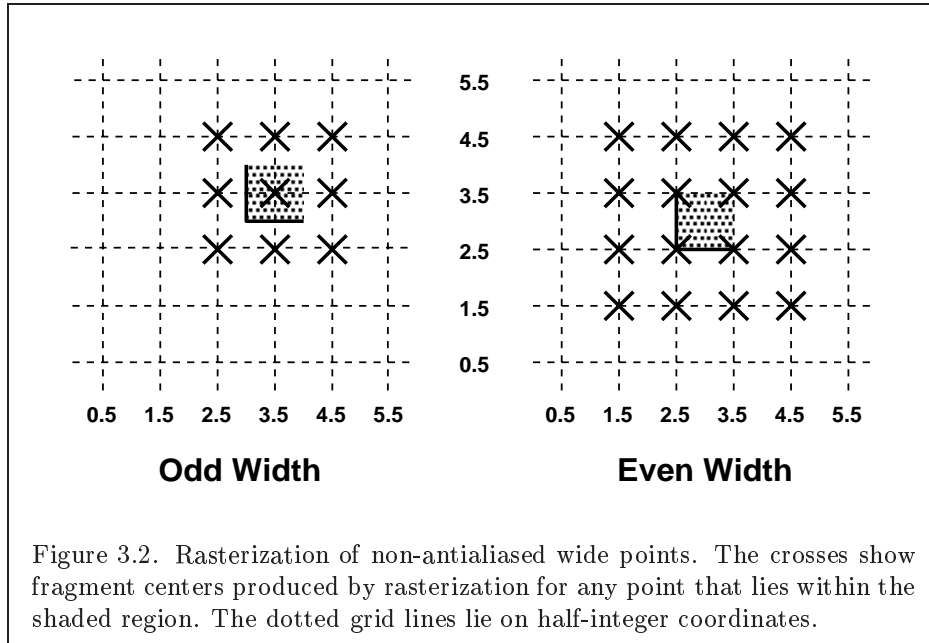 5.5
4.5
3.5
2.5
1.5
0.5
0.5 1.5 2.5 3.5 4.5 5.5
0.5 1.5 2.5 3.5 4.5 5.5
Odd Width
Even Width
Figure 3.2. Rasterization of non-antialiased wide points. The crosses show
fragment centers produced by rasterization for any point that lies within the
shaded region. The dotted grid lines lie on half-integer coordinates.